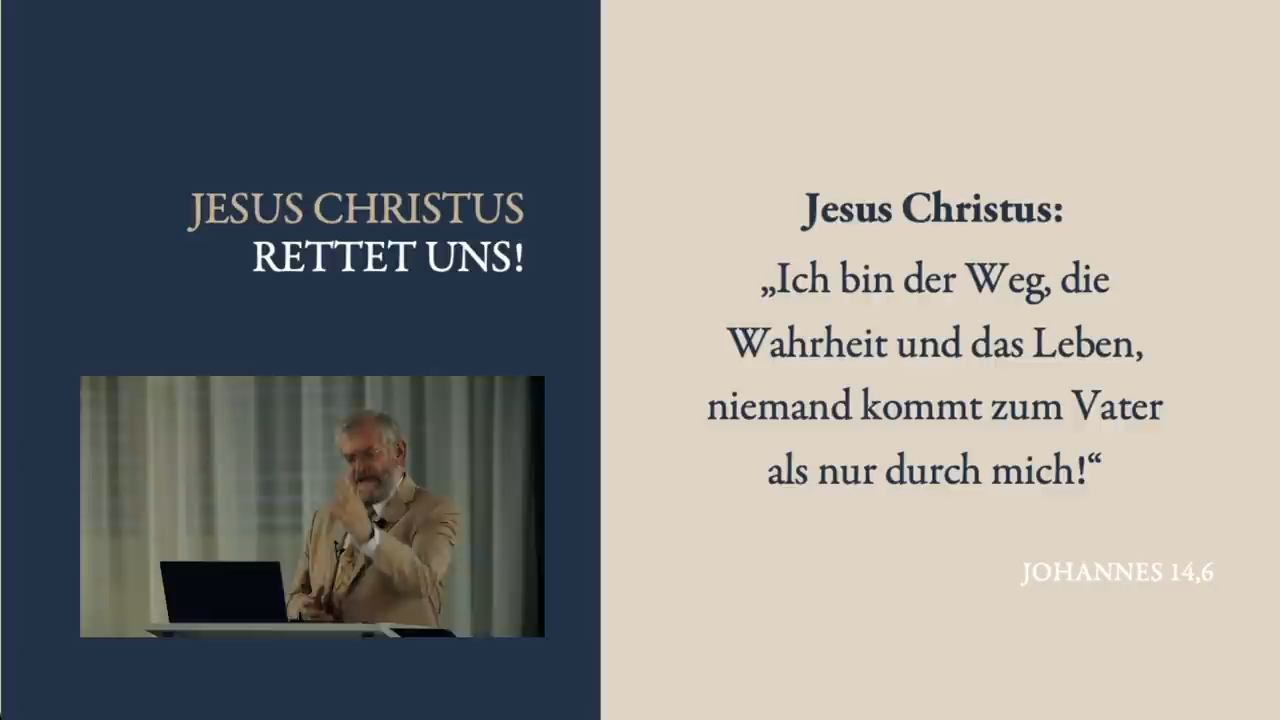 JESUS CHRISTUS
RETTET UNS!
Jesus Christus:
„Ich bin der Weg, die
Wahrheit und das Leben,
niemand kommt zum Vater
als nur durch mich!“
JOHANNES 14,6